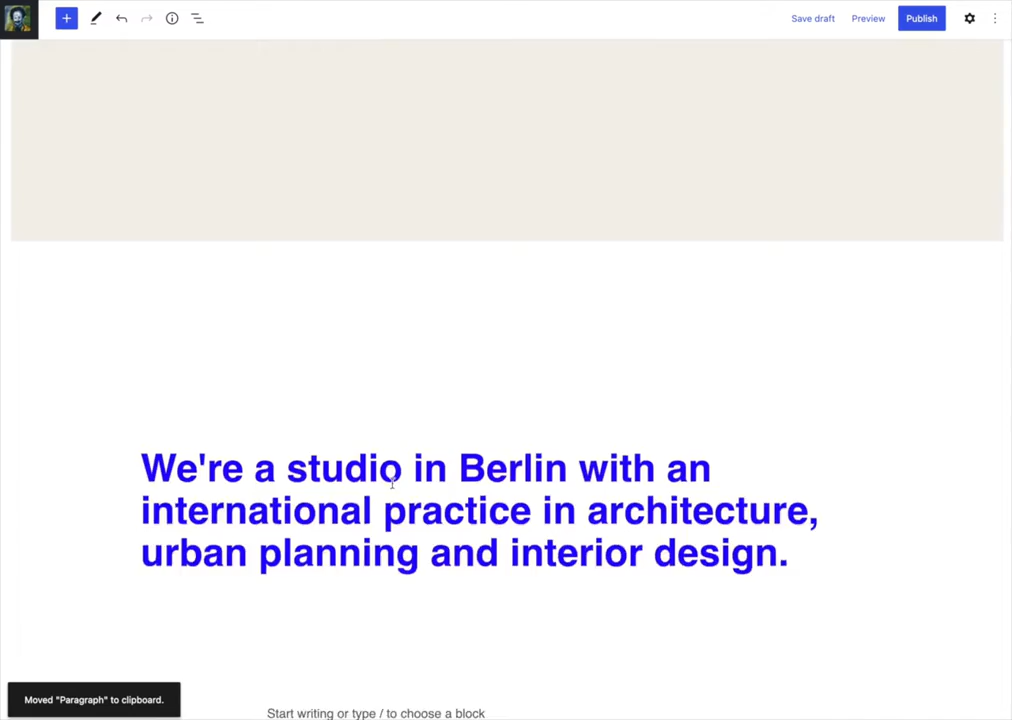 Save draft Preview Publish
We're a studio in Berlin with an
international practice in architecture,
urban planning and interior design.
Moved "Paragraph" to clipboard.
Start writing or type / to choose a block